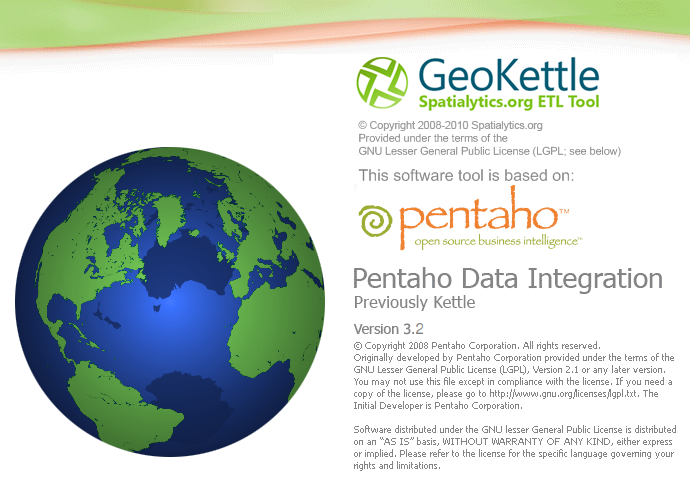 GeoKettle
Spatialytics.org ETL Tool
© Copyright 2008-2010 Spatialytics.org
Provided under the terms of the
GNU Lesser General Public License (LGPL; see below)
This software tool is based on:
pentaho™
open source business intelligence™
Pentaho Data Integration
Previously Kettle
Version 3.2
© Copyright 2008 Pentaho Corporation. All rights reserved.
Originally developed by Pentaho Corporation provided under the terms of the
GNU Lesser General Public License (LGPL), Version 2.1 or any later version.
You may not use this file except in compliance with the license. If you need a
copy of the license, please go to http://www.gnu.org/licenses/lgpl.txt. The
Initial Developer is Pentaho Corporation.
Software distributed under the GNU lesser General Public License is distributed
on an "AS IS" basis, WITHOUT WARRANTY OF ANY KIND, either express
or implied. Please refer to the license for the specific language governing your
rights and limitations.